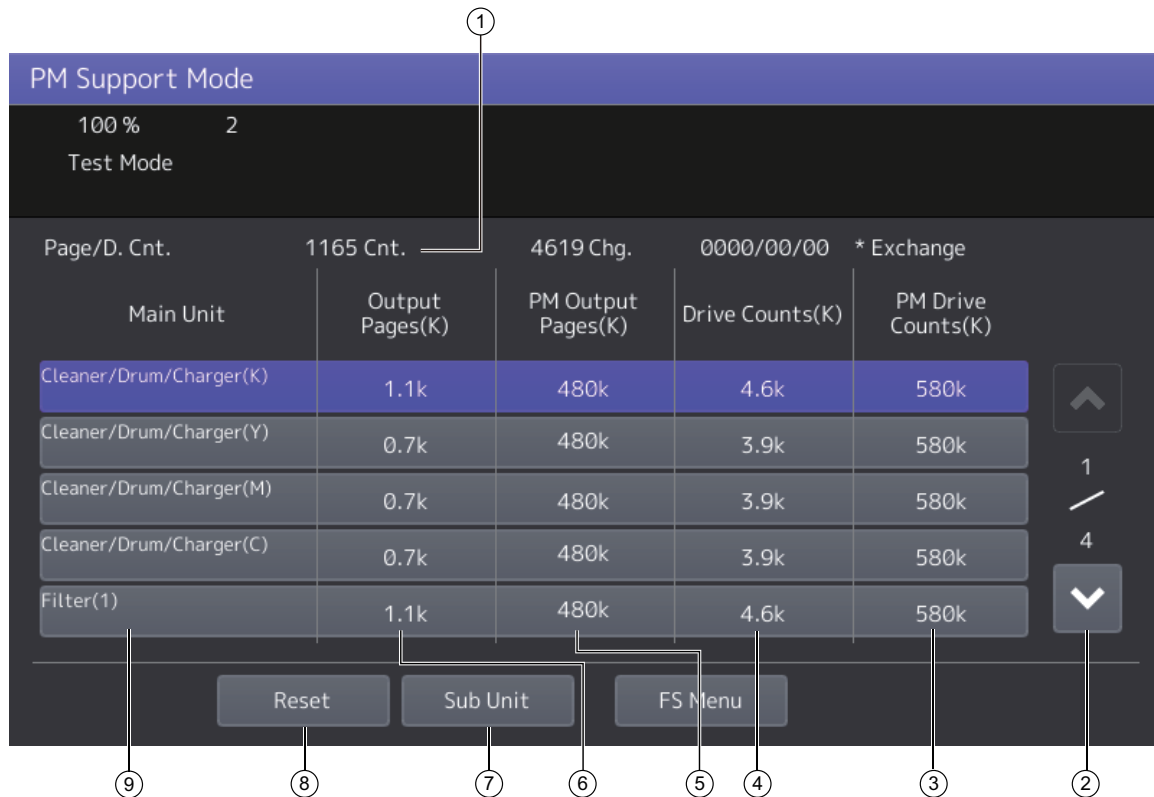 1
PM Support Mode
100 % 2
Test Mode
Page/D. Cnt. 1165 Cnt. 4619 Chg. 0000/00/00 * Exchange
Main Unit Output Pages(K) PM Output Pages(K) Drive Counts(K) PM Drive Counts(K)
Cleaner/Drum/Charger(K) 1.1k 480k 4.6k 580k
Cleaner/Drum/Charger(Y) 0.7k 480k 3.9k 580k
Cleaner/Drum/Charger(M) 0.7k 480k 3.9k 580k
Cleaner/Drum/Charger(C) 0.7k 480k 3.9k 580k
Filter(1) 1.1k 480k 4.6k 580k
1 / 4
Reset Sub Unit FS Menu
9 8 7 6 5 4 3 2